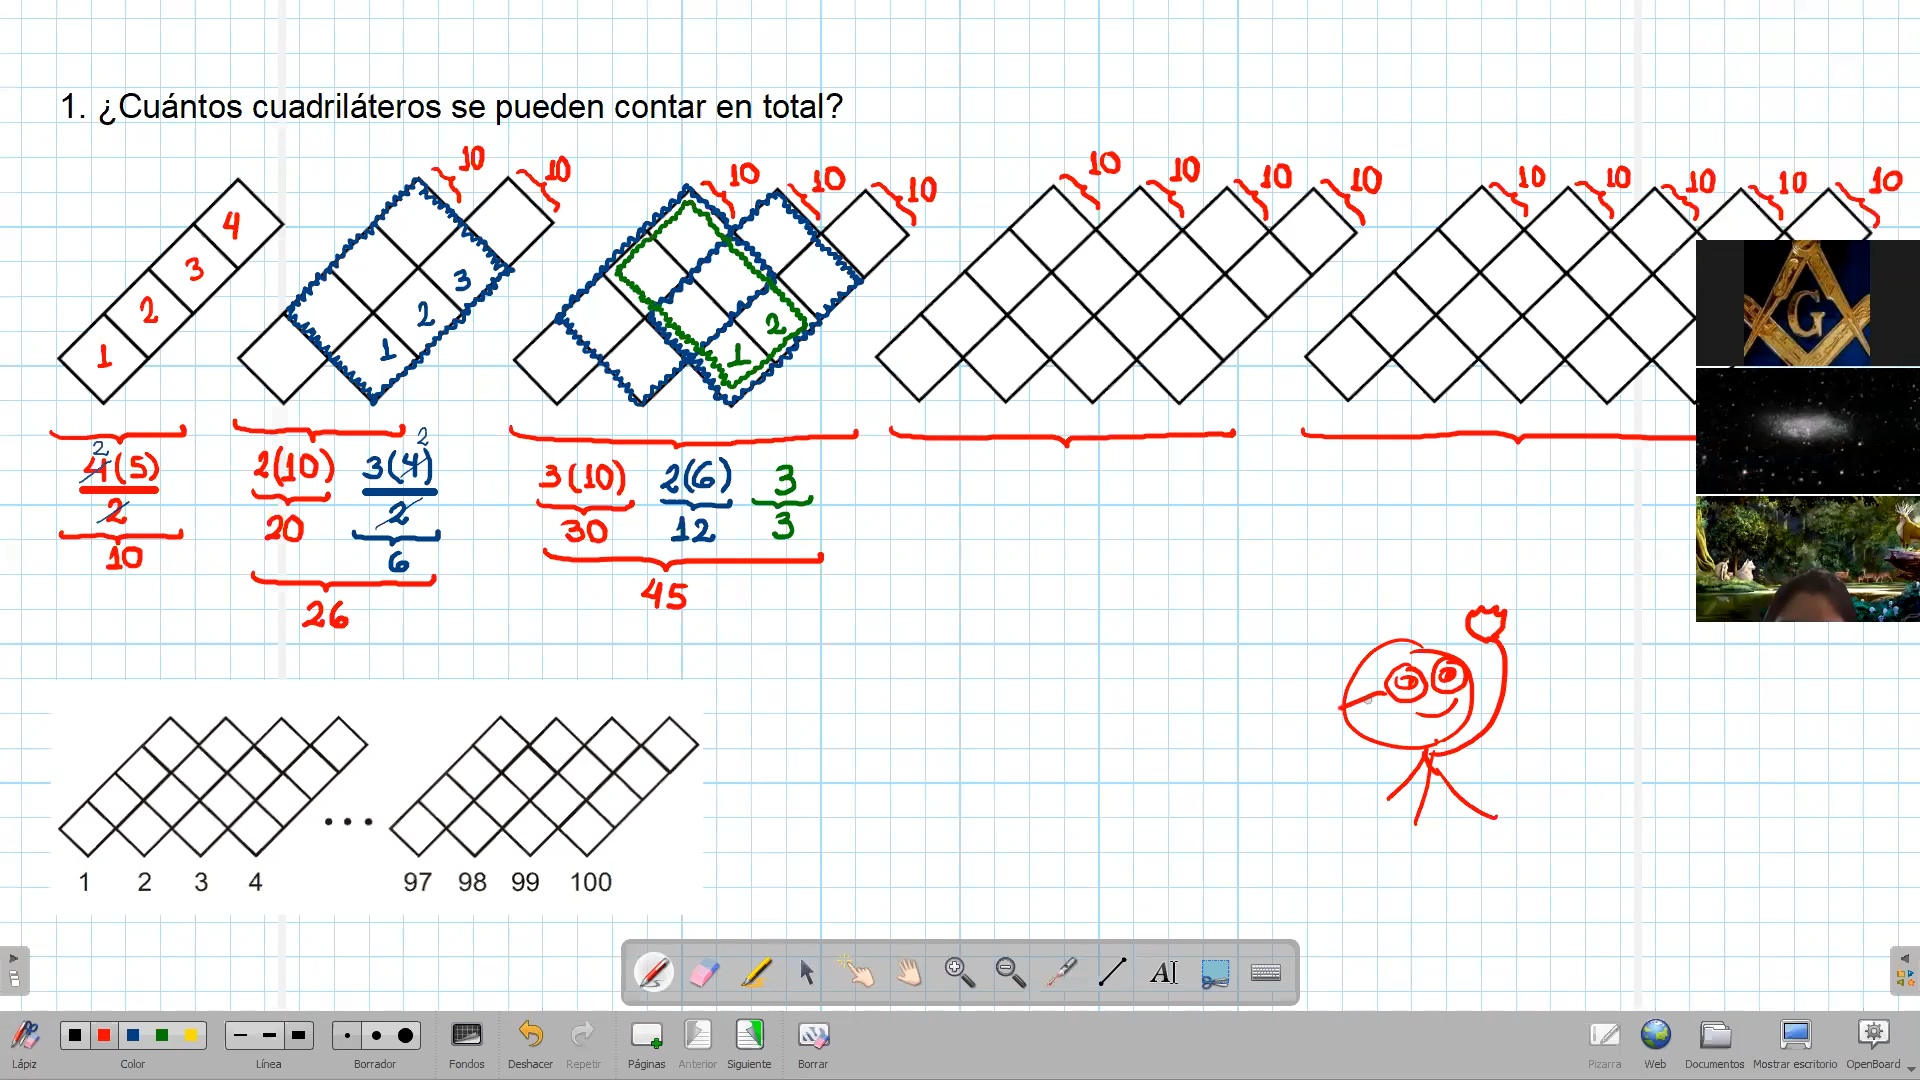 1. ¿Cuántos cuadriláteros se pueden contar en total?
10 10 10 10 10 10 10 10 10 10 10 10 10 10
4 3 2 1
3 2 1
2 1
G
2 2
4(5) 2(10) 3(4) 3(10) 2(6) 3
2 20 2 30 12 3
10 6
26 45
1 2 3 4 ... 97 98 99 100
AI
Lápiz Color Línea Borrador Fondos Deshacer Repetir Páginas Anterior Siguiente Borrar Pizarra Web Documentos Mostrar escritorio OpenBoard